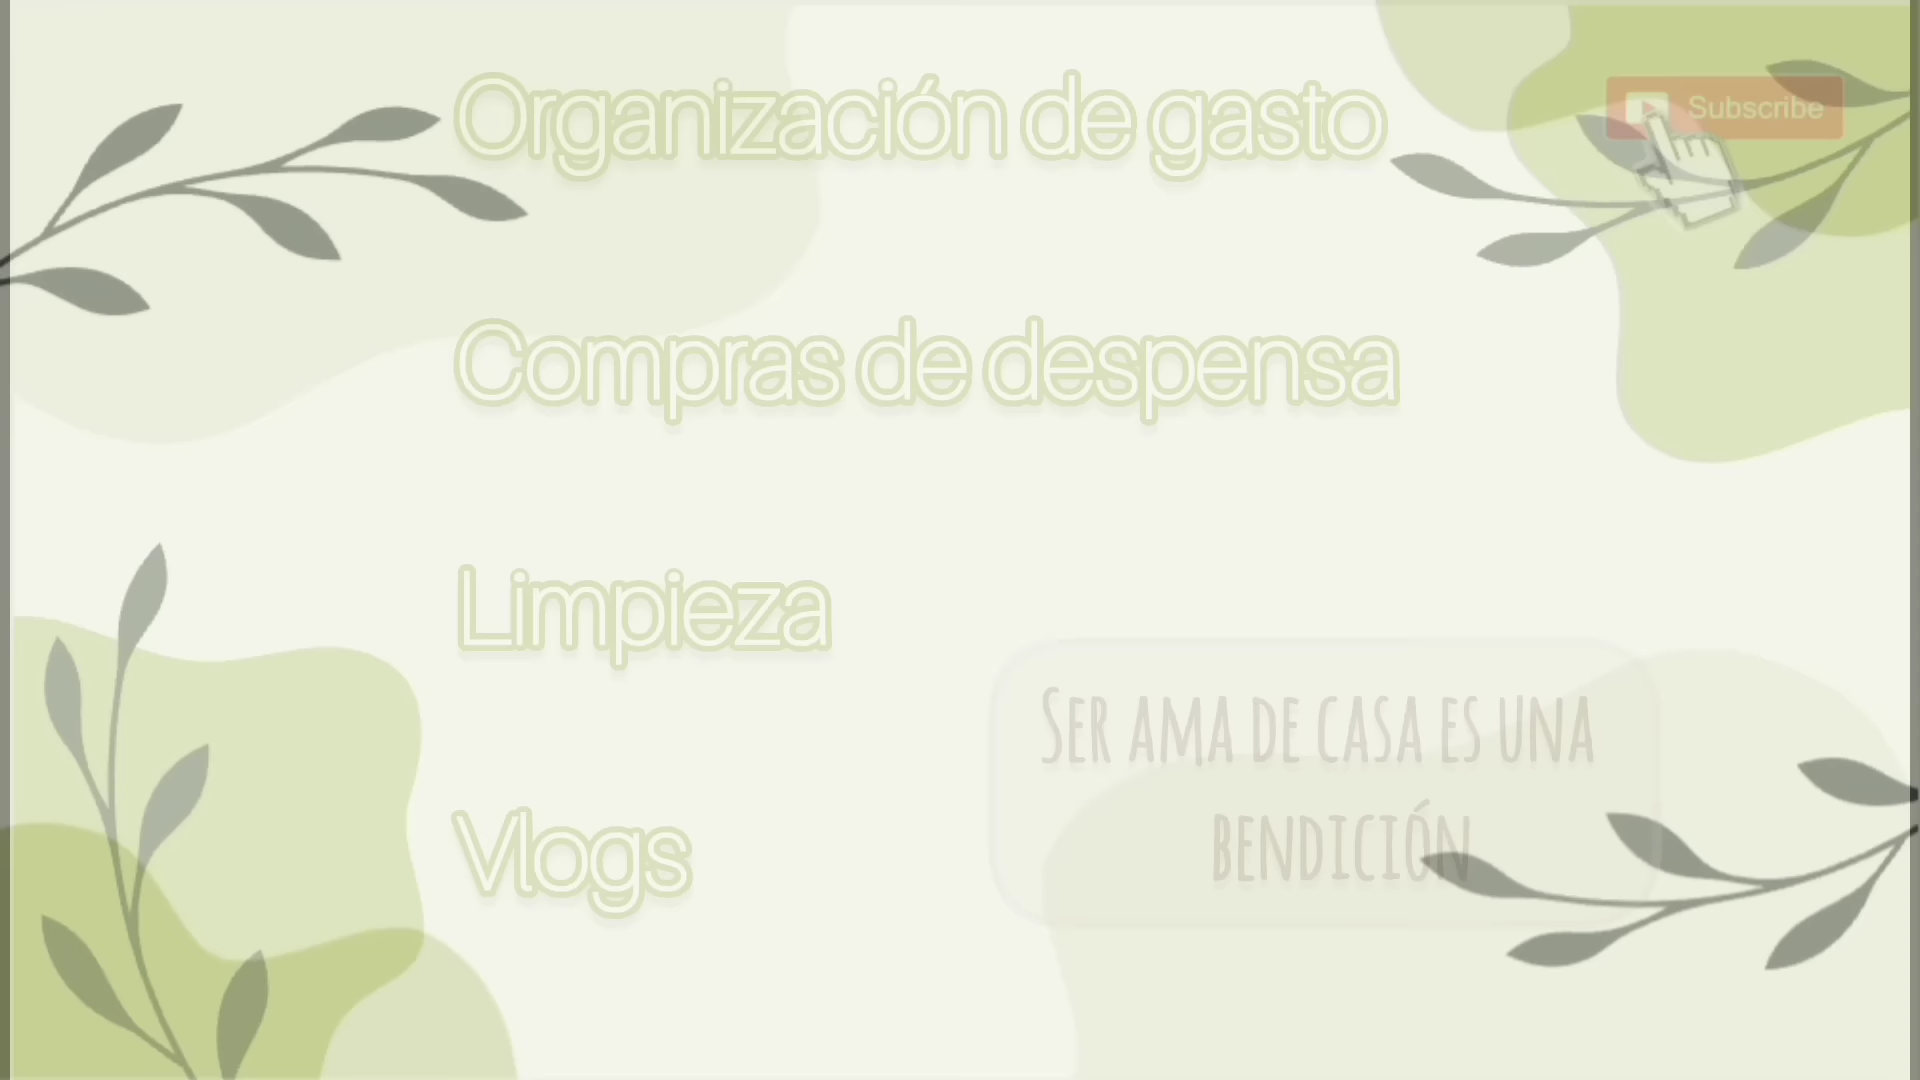 Organización de gasto
Subscribe
Compras de despensa
Limpieza
Ser ama de casa es una
bendición
Vlogs